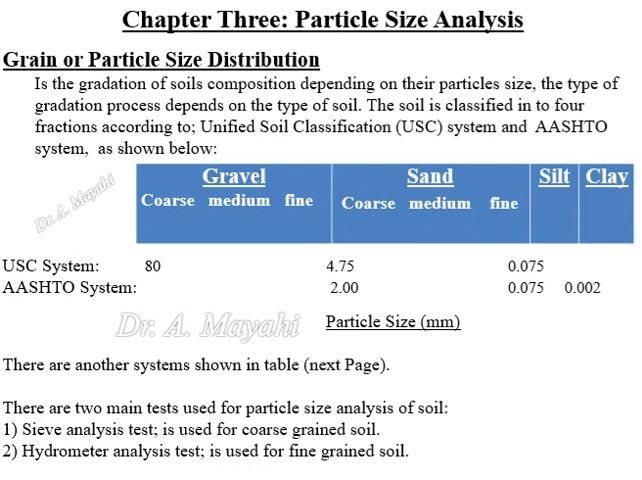 Chapter Three: Particle Size Analysis
Grain or Particle Size Distribution
Is the gradation of soils composition depending on their particles size, the type of
gradation process depends on the type of soil. The soil is classified in to four
fractions according to; Unified Soil Classification (USC) system and AASHTO
system, as shown below:
Gravel Sand Silt Clay
Coarse medium fine Coarse medium fine
Dr. A. Mayahi
USC System: 80 4.75 0.075
AASHTO System: 2.00 0.075 0.002
Dr. A. Mayahi Particle Size (mm)
There are another systems shown in table (next Page).
There are two main tests used for particle size analysis of soil:
1) Sieve analysis test; is used for coarse grained soil.
2) Hydrometer analysis test; is used for fine grained soil.